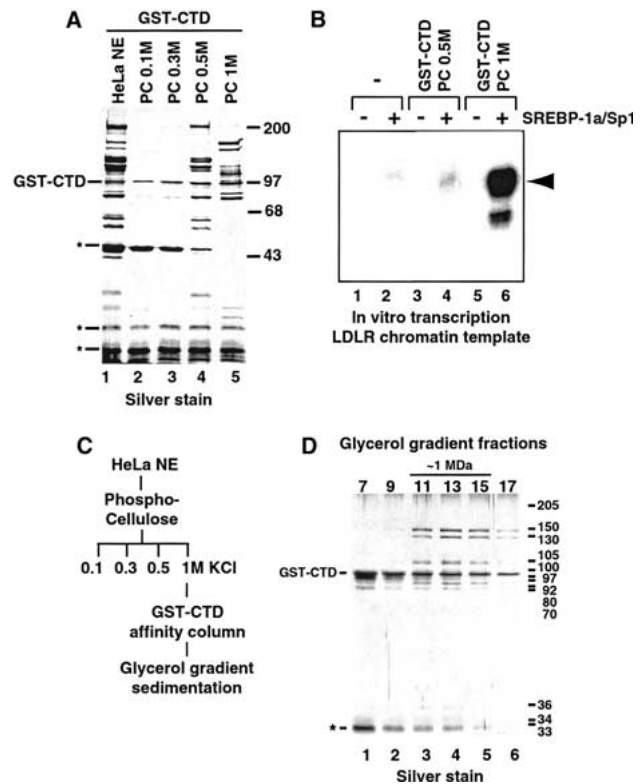 A
GST-CTD
HeLa NE
PC 0.1M
PC 0.3M
PC 0.5M
PC 1M
200
GST-CTD
97
68
*
43
*
*
1 2 3 4 5
Silver stain
B
-
GST-CTD PC 0.5M
GST-CTD PC 1M
- + - + - + SREBP-1a/Sp1
1 2 3 4 5 6
In vitro transcription
LDLR chromatin template
C
HeLa NE
Phospho-
Cellulose
0.1 0.3 0.5 1M KCl
GST-CTD
affinity column
Glycerol gradient
sedimentation
D Glycerol gradient fractions
~1 MDa
7 9 11 13 15 17
205
150
130
105
100
GST-CTD
97
92
80
70
36
34
*
33
1 2 3 4 5 6
Silver stain